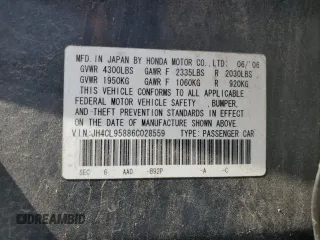 MFD. IN JAPAN BY HONDA MOTOR CO., LTD. 06/'06
GVWR 4300LBS GAWR F 2335LBS R 2030LBS
GVWR 1950KG GAWR F 1060KG R 920KG
THIS VEHICLE CONFORMS TO ALL APPLICABLE
FEDERAL MOTOR VEHICLE SAFETY, BUMPER,
AND THEFT PREVENTION STANDARDS IN EFFECT
ON THE DATE OF MANUFACTURE SHOWN ABOVE.
V.I.N: JH4CL95886C028559 TYPE: PASSENGER CAR
SEC 6 AAO -B92P -A -C
DREAMBID